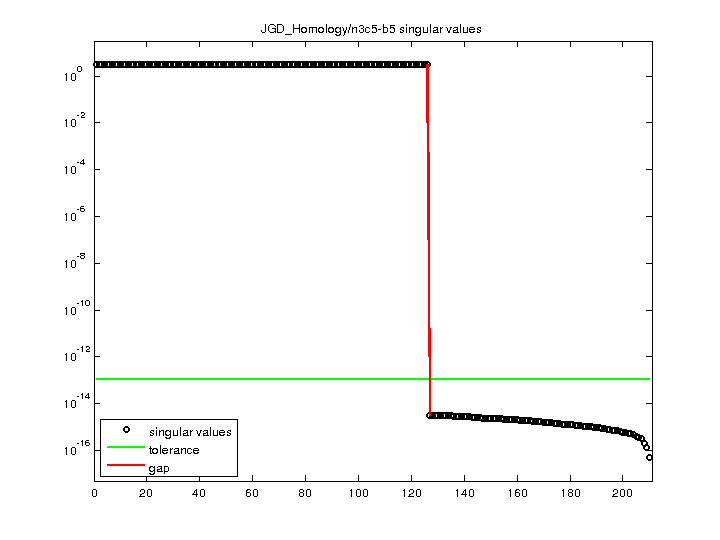 JGD_Homology/n3c5-b5 singular values
10^0
10^-2
10^-4
10^-6
10^-8
10^-10
10^-12
10^-14
10^-16
singular values
tolerance
gap
0 20 40 60 80 100 120 140 160 180 200